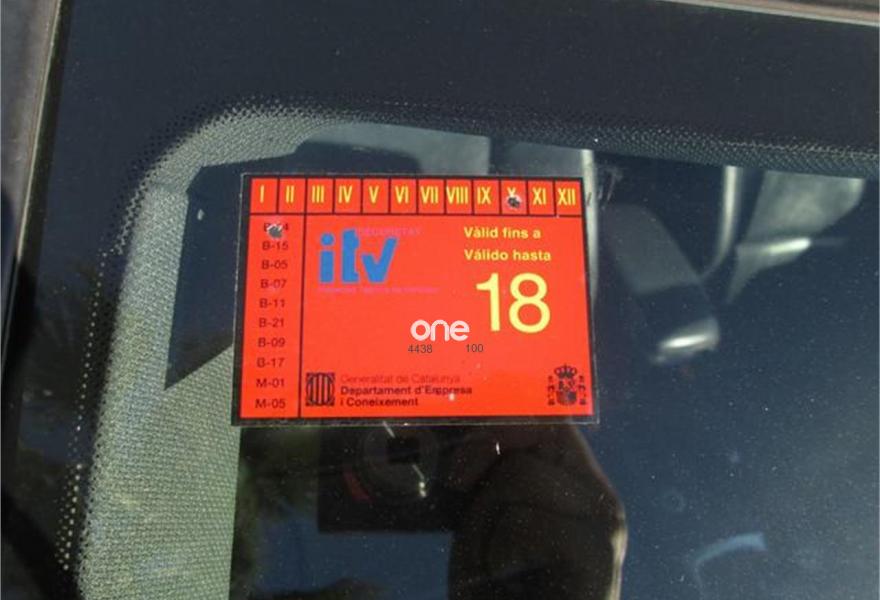 I II III IV V VI VII VIII IX X XI XII
B-15
B-05
B-07
B-11
B-21
B-09
B-17
M-01
M-05
SEGURETAT
itv
Vàlid fins a
Válido hasta
18
one
4438 100
Generalitat de Catalunya
Departament d'Empresa
i Coneixement